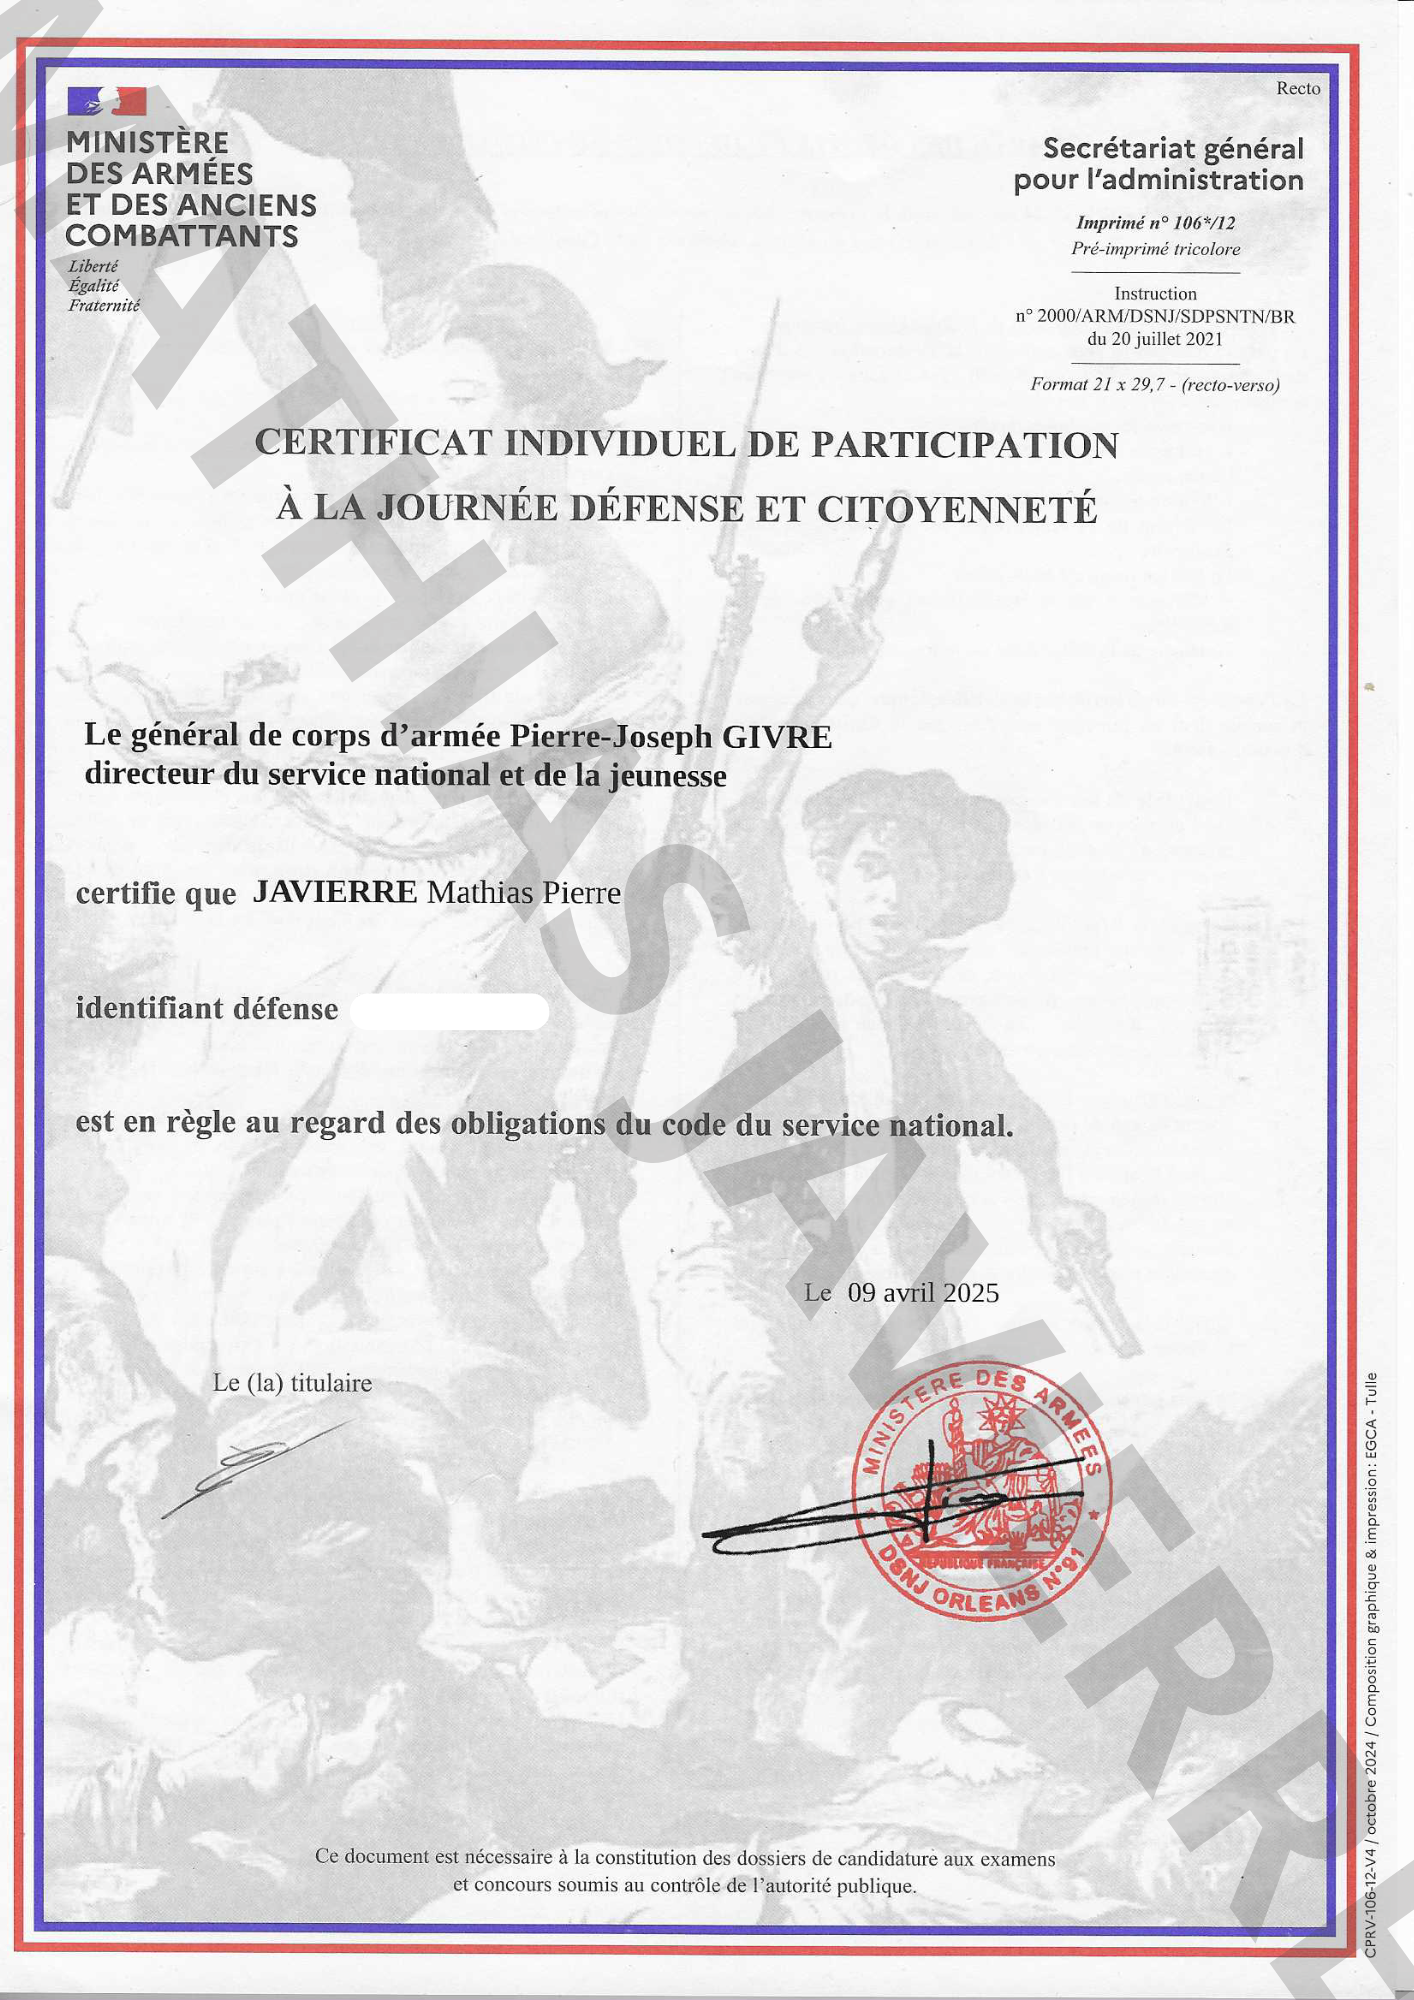 Recto
MINISTÈRE
DES ARMÉES
ET DES ANCIENS
COMBATTANTS
Liberté
Égalité
Fraternité
Secrétariat général
pour l'administration
Imprimé n° 106*/12
Pré-imprimé tricolore
Instruction
n° 2000/ARM/DSNJ/SDPSNTN/BR
du 20 juillet 2021
Format 21 x 29,7 - (recto-verso)
CERTIFICAT INDIVIDUEL DE PARTICIPATION
À LA JOURNÉE DÉFENSE ET CITOYENNETÉ
Le général de corps d’armée Pierre-Joseph GIVRE
directeur du service national et de la jeunesse
certifie que JAVIERRE Mathias Pierre
identifiant défense
est en règle au regard des obligations du code du service national.
Le 09 avril 2025
Le (la) titulaire
MINISTERE DES ARMEES
REPUBLIQUE FRANÇAISE
DSNJ ORLEANS N°91
Ce document est nécessaire à la constitution des dossiers de candidature aux examens
et concours soumis au contrôle de l’autorité publique.
CPRV-106-12-V4 / octobre 2024 / Composition graphique & impression : EGCA - Tulle
MATHIAS JAVIERRE